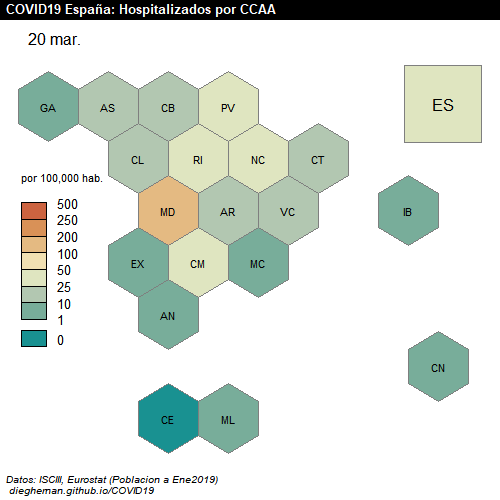 COVID19 España: Hospitalizados por CCAA
20 mar.
GA AS CB PV ES
CL RI NC CT
por 100,000 hab.
500
250
200
100
50
25
10
1
0
MD AR VC IB
EX CM MC
AN
CN
CE ML
Datos: ISCIII, Eurostat (Poblacion a Ene2019)
diegheman.github.io/COVID19